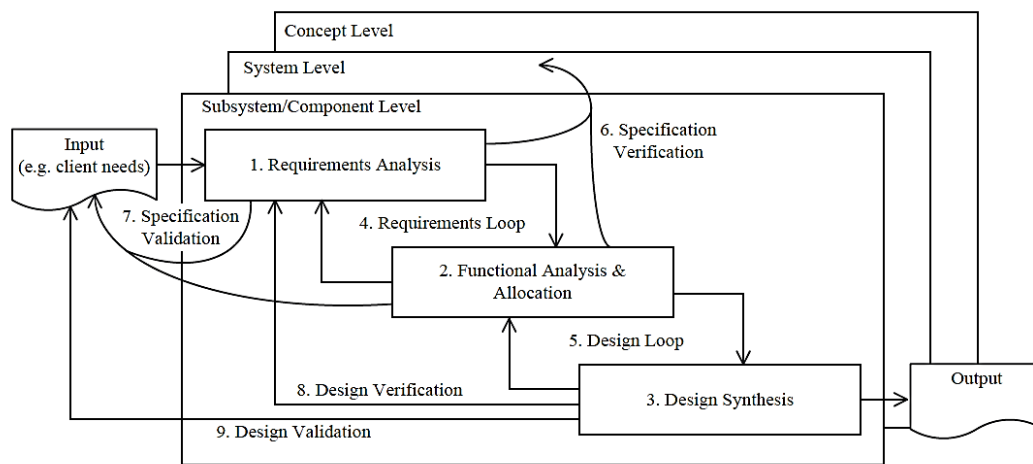 Concept Level
System Level
Subsystem/Component Level
Input
(e.g. client needs)
1. Requirements Analysis
6. Specification
Verification
7. Specification
Validation
4. Requirements Loop
2. Functional Analysis &
Allocation
5. Design Loop
8. Design Verification
3. Design Synthesis
Output
9. Design Validation